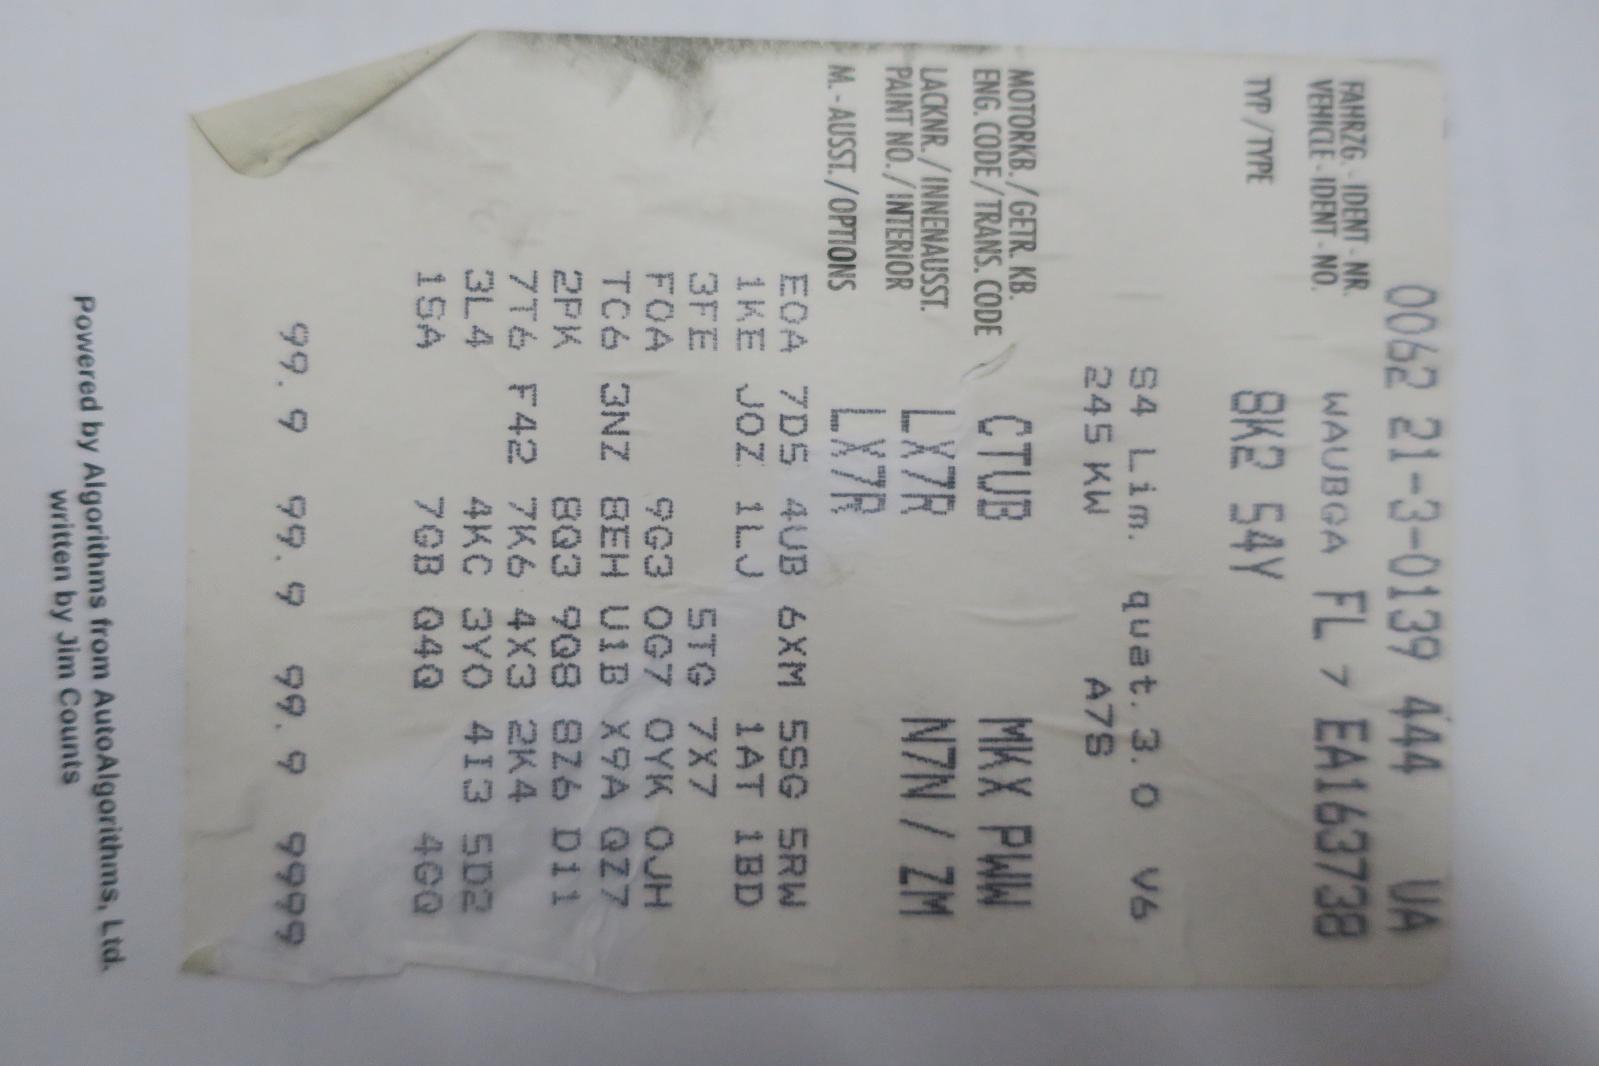 0062 21-3-0139 444 UA
FAHRZG. - IDENT - NR.
VEHICLE - IDENT - NO.
WAUBGA FL 7 EA163738
TYP / TYPE
8K2 54Y
S4 Lim. quat. 3.0 V6
245 KW A7S
MOTORKB. / GETR. KB.
ENG. CODE / TRANS. CODE
CTUB MKX PWW
LACKNR. / INNENAUSST.
PAINT NO. / INTERIOR
LX7R N7N / ZM
M. - AUSST. / OPTIONS
LX7R
E0A 7D5 4UB 6XM 5SG 5RW
1KE J0Z 1LJ 1AT 1BD
3FE 5TG 7X7
F0A 9G3 0G7 0YK 0JH
TC6 3NZ 8EH U1B X9A QZ7
2PK 8Q3 9Q8 8Z6 D11
7T6 F42 7K6 4X3 2K4
3L4 4KC 3Y0 4I3 5D2
1SA 7GB Q4Q 4GQ
99. 9 99. 9 99. 9 9999
Powered by Algorithms from AutoAlgorithms, Ltd.
written by Jim Counts